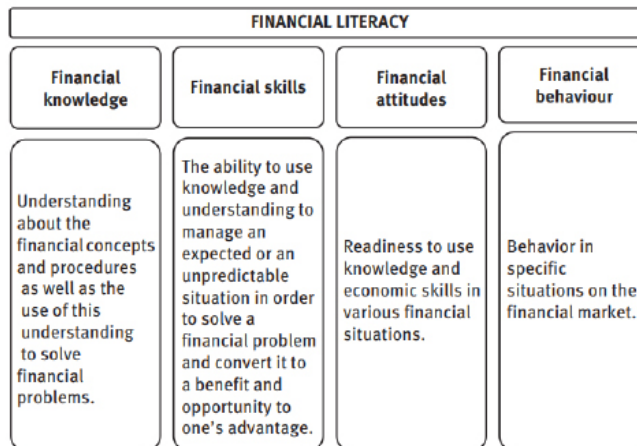 FINANCIAL LITERACY
Financial
knowledge
Financial skills
Financial
attitudes
Financial
behaviour
Understanding
about the
financial concepts
and procedures
as well as the
use of this
understanding
to solve
financial
problems.
The ability to use
knowledge and
understanding to
manage an
expected or an
unpredictable
situation in order
to solve a
financial problem
and convert it to
a benefit and
opportunity to
one's advantage.
Readiness to use
knowledge and
economic skills in
various financial
situations.
Behavior in
specific
situations on the
financial market.